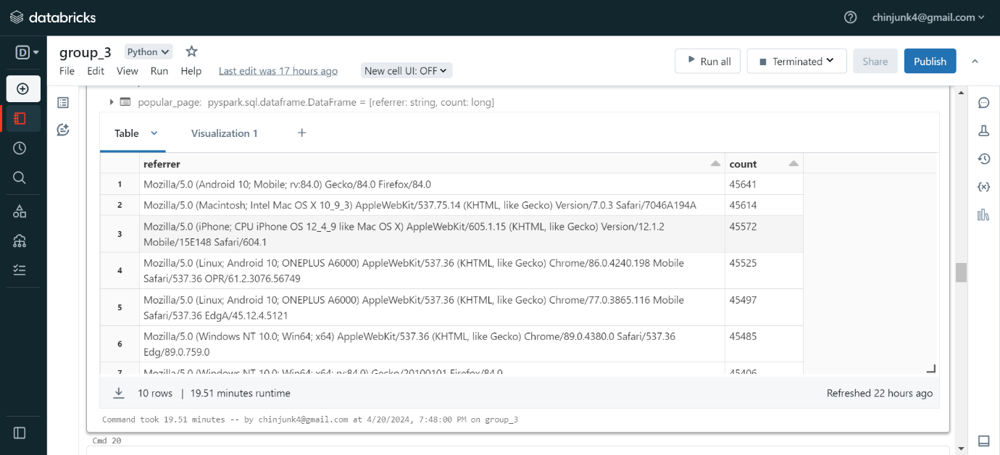 databricks
chinjunk4@gmail.com
group_3 Python
File Edit View Run Help Last edit was 17 hours ago New cell UI: OFF
Run all Terminated Share Publish
popular_page: pyspark.sql.dataframe.DataFrame = [referrer: string, count: long]
Table Visualization 1 +
referrer count
1 Mozilla/5.0 (Android 10; Mobile; rv:84.0) Gecko/84.0 Firefox/84.0 45641
2 Mozilla/5.0 (Macintosh; Intel Mac OS X 10_9_3) AppleWebKit/537.75.14 (KHTML, like Gecko) Version/7.0.3 Safari/7046A194A 45614
3 Mozilla/5.0 (iPhone; CPU iPhone OS 12_4_9 like Mac OS X) AppleWebKit/605.1.15 (KHTML, like Gecko) Version/12.1.2 45572
Mobile/15E148 Safari/604.1
4 Mozilla/5.0 (Linux; Android 10; ONEPLUS A6000) AppleWebKit/537.36 (KHTML, like Gecko) Chrome/86.0.4240.198 Mobile 45525
Safari/537.36 OPR/61.2.3076.56749
5 Mozilla/5.0 (Linux; Android 10; ONEPLUS A6000) AppleWebKit/537.36 (KHTML, like Gecko) Chrome/77.0.3865.116 Mobile 45497
Safari/537.36 EdgA/45.12.4.5121
6 Mozilla/5.0 (Windows NT 10.0; Win64; x64) AppleWebKit/537.36 (KHTML, like Gecko) Chrome/89.0.4380.0 Safari/537.36 45485
Edg/89.0.759.0
7 Mozilla/5.0 (Windows NT 10.0; Win64; x64; rv:84.0) Gecko/20100101 Firefox/84.0 45406
10 rows | 19.51 minutes runtime Refreshed 22 hours ago
Command took 19.51 minutes -- by chinjunk4@gmail.com at 4/20/2024, 7:48:00 PM on group_3
Cmd 20